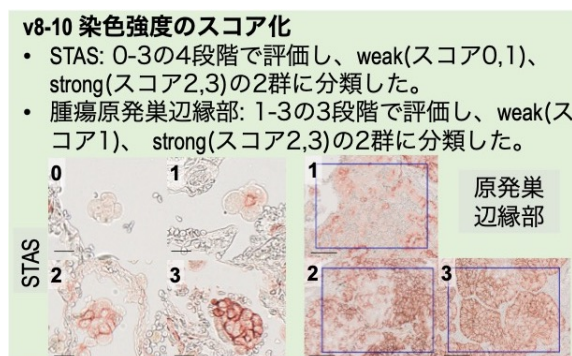 v8-10 染色強度のスコア化
• STAS: 0-3の4段階で評価し、weak(スコア0,1)、
strong(スコア2,3)の2群に分類した。
• 腫瘍原発巣辺縁部: 1-3の3段階で評価し、weak(ス
コア1)、 strong(スコア2,3)の2群に分類した。
0
1
2
3
STAS
1
2
3
原発巣
辺縁部